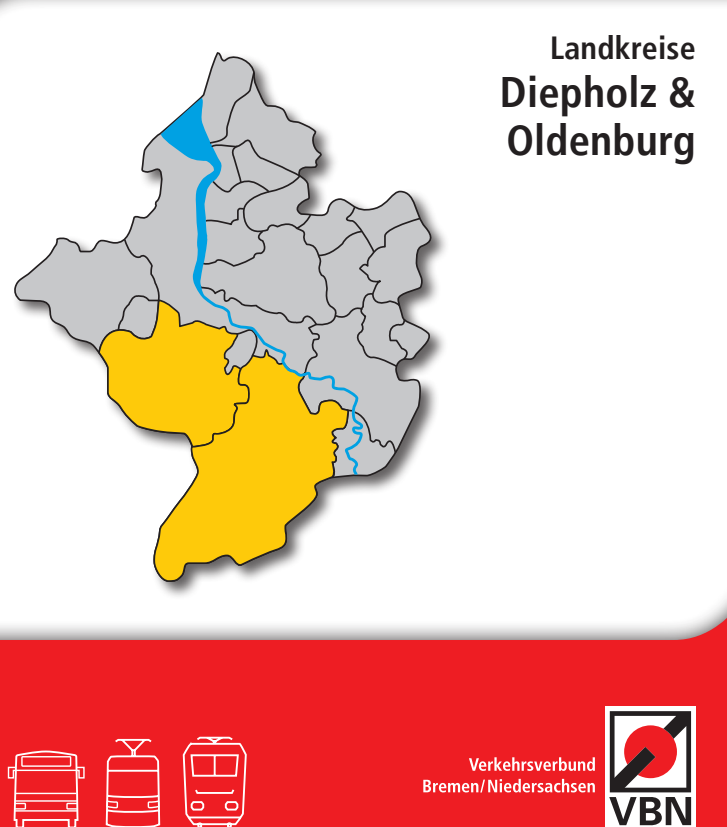 Landkreise
Diepholz &
Oldenburg
Verkehrsverbund
Bremen/Niedersachsen
VBN